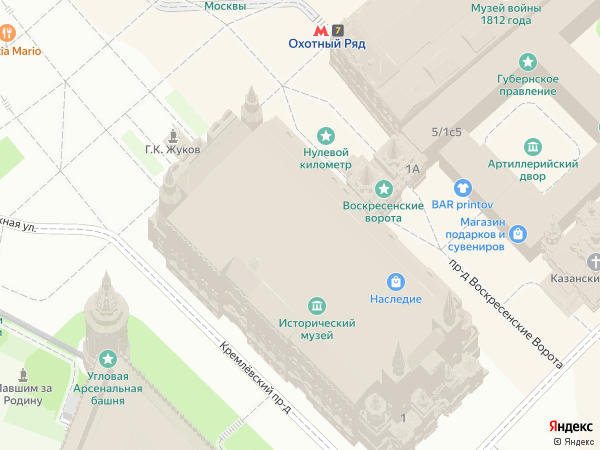 Москвы
7
Охотный Ряд
Музей войны
1812 года
ia Mario
Губернское
правление
5/1с5
Г.К. Жуков
Нулевой
километр
1А
Артиллерийский
двор
Воскресенские
ворота
BAR printov
Магазин
подарков и
сувениров
ная ул.
пр-д Воскресенские Ворота
Казански
Наследие
Исторический
музей
Кремлёвский пр-д
Угловая
Арсенальная
башня
Павшим за
Родину
1
Яндекс
© Яндекс